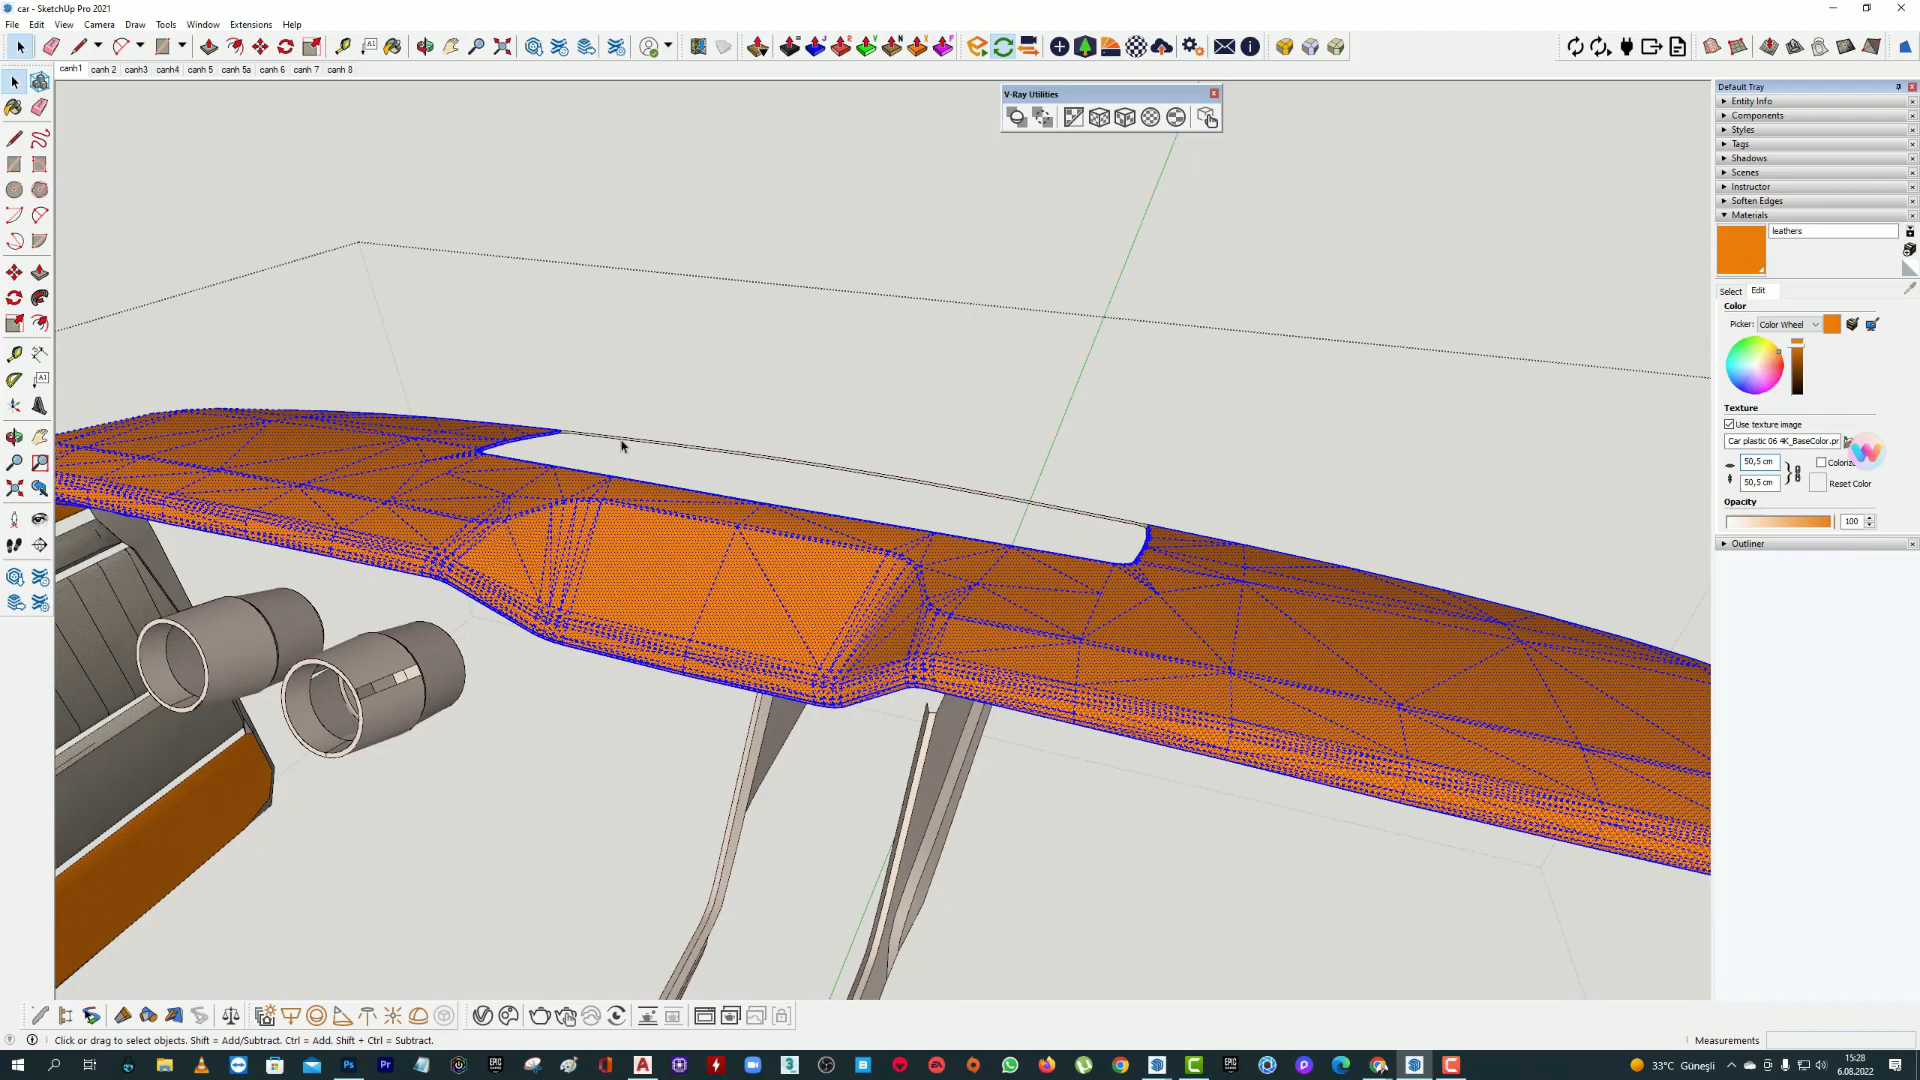 car - SketchUp Pro 2021
File Edit View Camera Draw Tools Window Extensions Help
canh1 canh 2 canh3 canh4 canh 5 canh 5a canh 6 canh 7 canh 8
V-Ray Utilities
Default Tray
Entity Info
Components
Styles
Tags
Shadows
Scenes
Instructor
Soften Edges
Materials
leathers
Select Edit
Color
Picker: Color Wheel
Texture
Use texture image
Car plastic 06 4K_BaseColor.pr
50,5 cm
50,5 cm
Reset Color
Opacity
100
Outliner
Click or drag to select objects. Shift = Add/Subtract. Ctrl = Add. Shift + Ctrl = Subtract.
Measurements
33°C Güneşli
15:28
6.08.2022